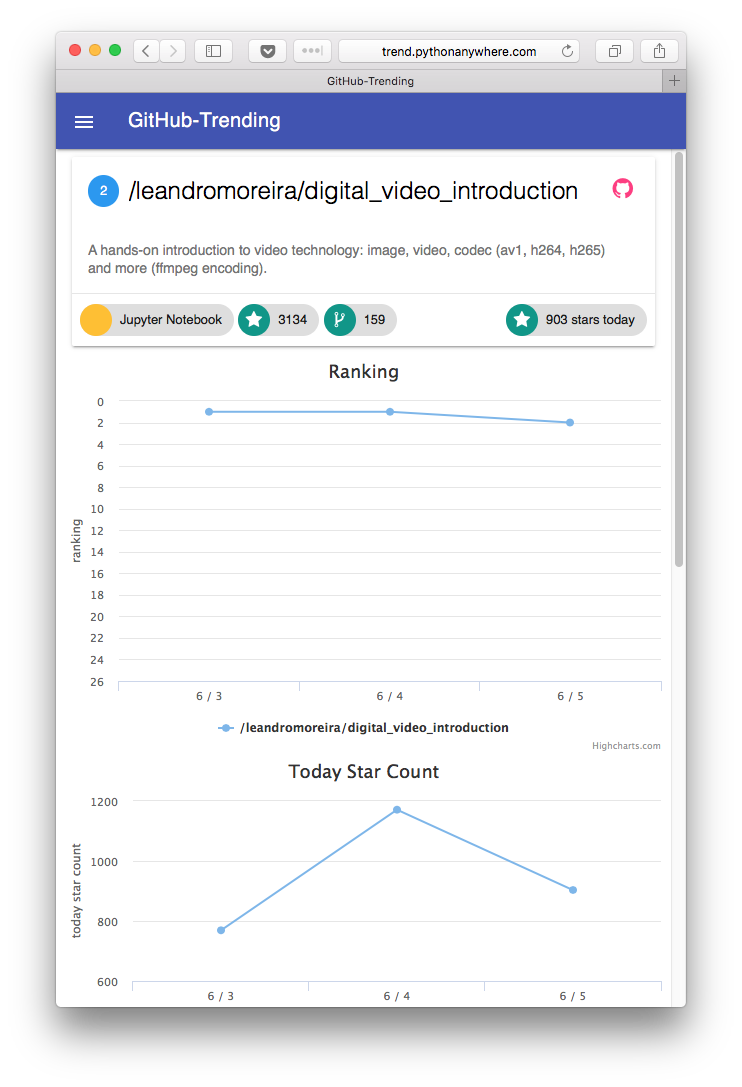 trend.pythonanywhere.com
GitHub-Trending
GitHub-Trending
2
/leandromoreira/digital_video_introduction
A hands-on introduction to video technology: image, video, codec (av1, h264, h265)
and more (ffmpeg encoding).
Jupyter Notebook 3134 159 903 stars today
Ranking
ranking
0
2
4
6
8
10
12
14
16
18
20
22
24
26
6 / 3 6 / 4 6 / 5
/leandromoreira/digital_video_introduction
Highcharts.com
Today Star Count
today star count
1200
1000
800
600
6 / 3 6 / 4 6 / 5